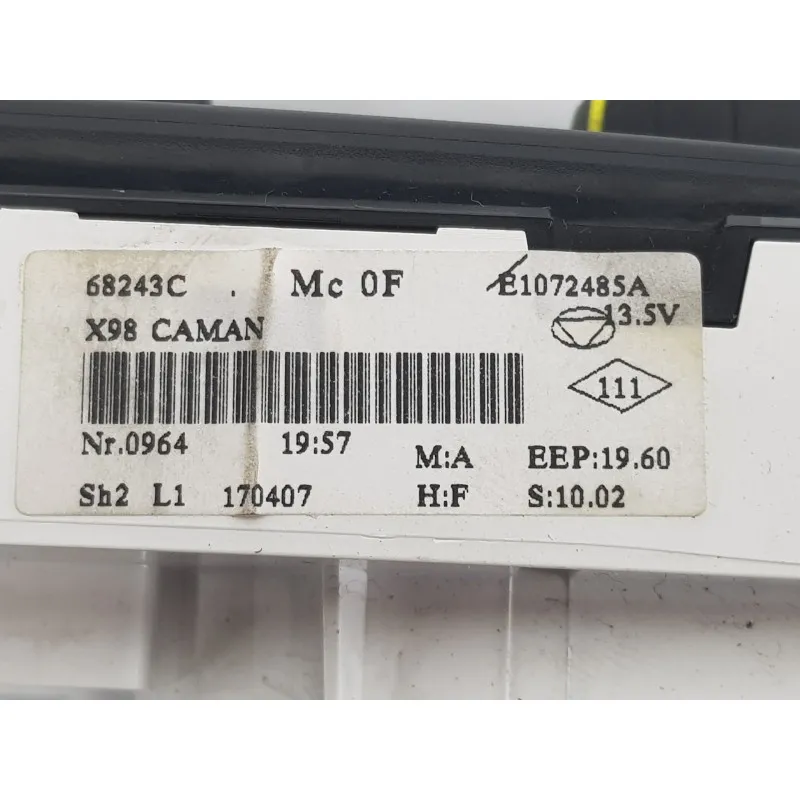 68243C . Mc 0F E1072485A
X98 CAMAN 13.5V
111
Nr.0964 19:57
M:A EEP:19.60
Sh2 L1 170407 H:F S:10.02